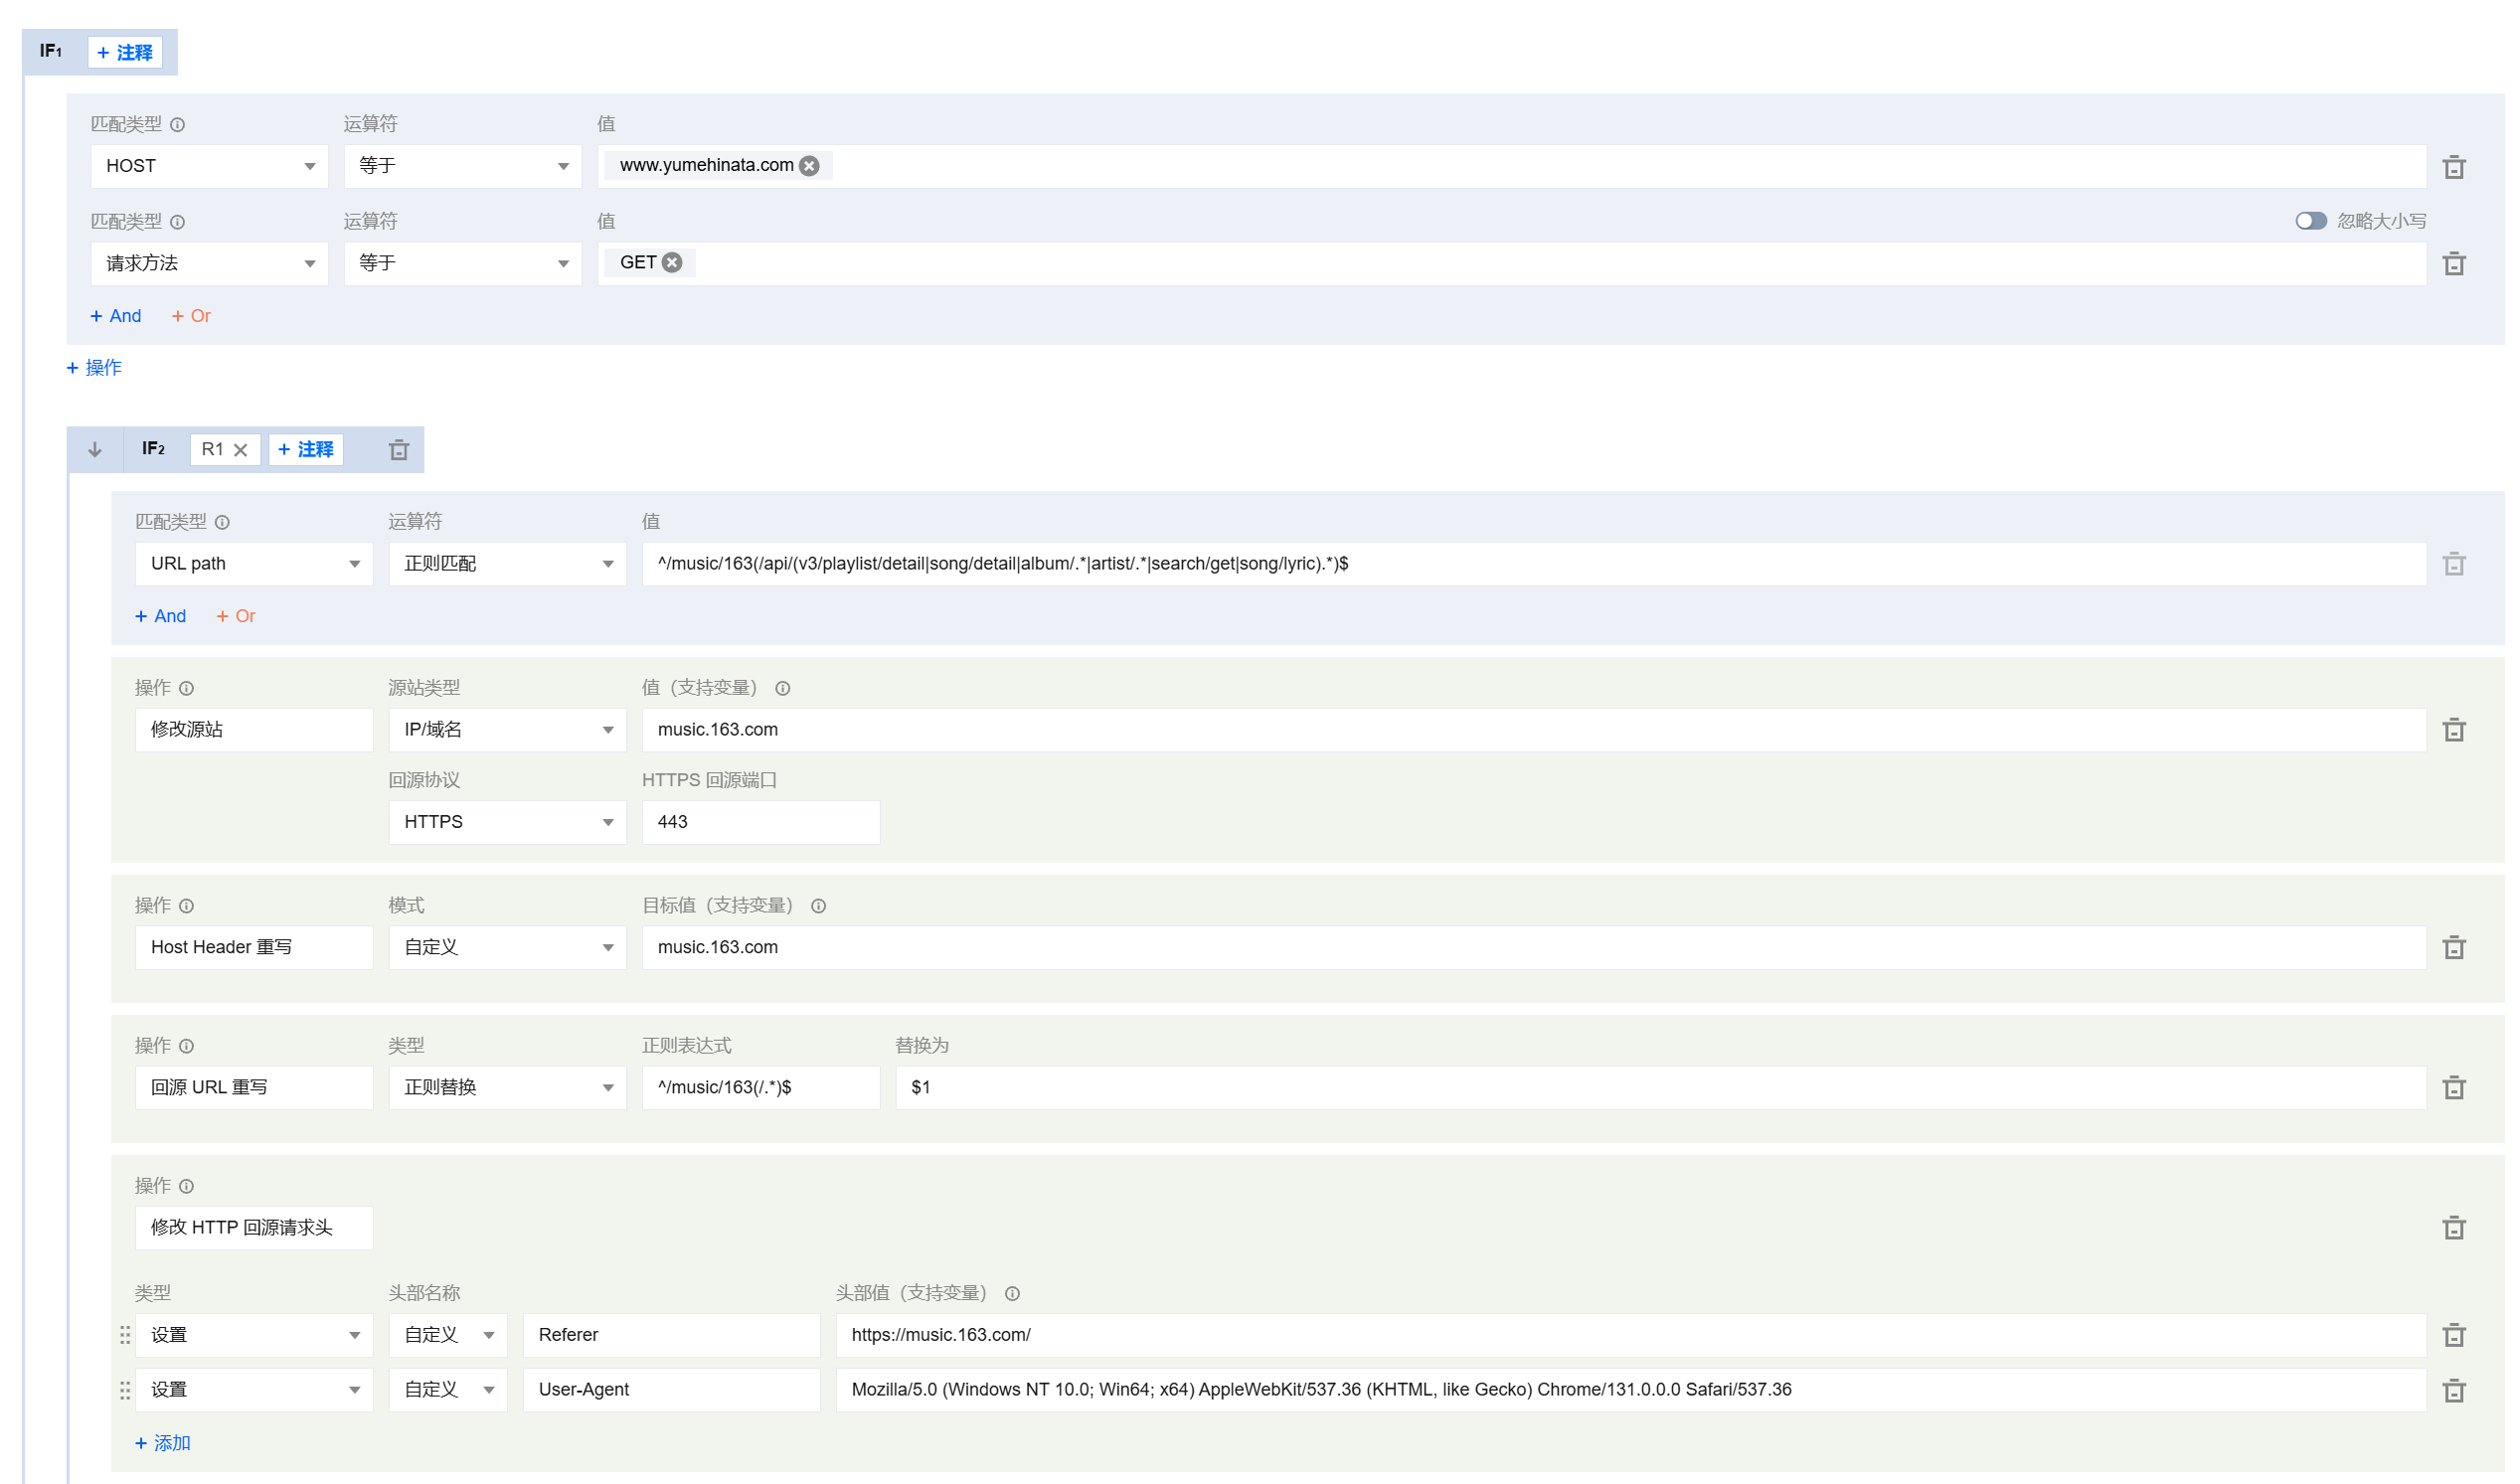 IF1 + 注释
匹配类型 运算符 值
HOST 等于 www.yumehinata.com
匹配类型 运算符 值 忽略大小写
请求方法 等于 GET
+ And + Or
+ 操作
IF2 R1 + 注释
匹配类型 运算符 值
URL path 正则匹配 ^/music/163(/api/(v3/playlist/detail|song/detail|album/.*|artist/.*|search/get|song/lyric).*)$
+ And + Or
操作 源站类型 值（支持变量）
修改源站 IP/域名 music.163.com
回源协议 HTTPS 回源端口
HTTPS 443
操作 模式 目标值（支持变量）
Host Header 重写 自定义 music.163.com
操作 类型 正则表达式 替换为
回源 URL 重写 正则替换 ^/music/163(/.*)$ $1
操作
修改 HTTP 回源请求头
类型 头部名称 头部值（支持变量）
设置 自定义 Referer https://music.163.com/
设置 自定义 User-Agent Mozilla/5.0 (Windows NT 10.0; Win64; x64) AppleWebKit/537.36 (KHTML, like Gecko) Chrome/131.0.0.0 Safari/537.36
+ 添加